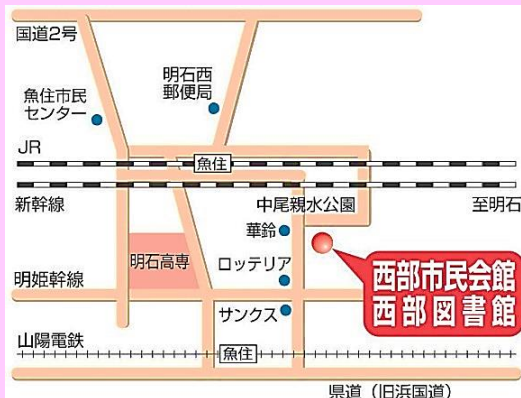 国道2号
明石西
郵便局
魚住市民
センター
JR
魚住
新幹線
中尾親水公園
至明石
華鈴
明石高専
ロッテリア
西部市民会館
西部図書館
明姫幹線
サンクス
山陽電鉄
魚住
県道（旧浜国道）